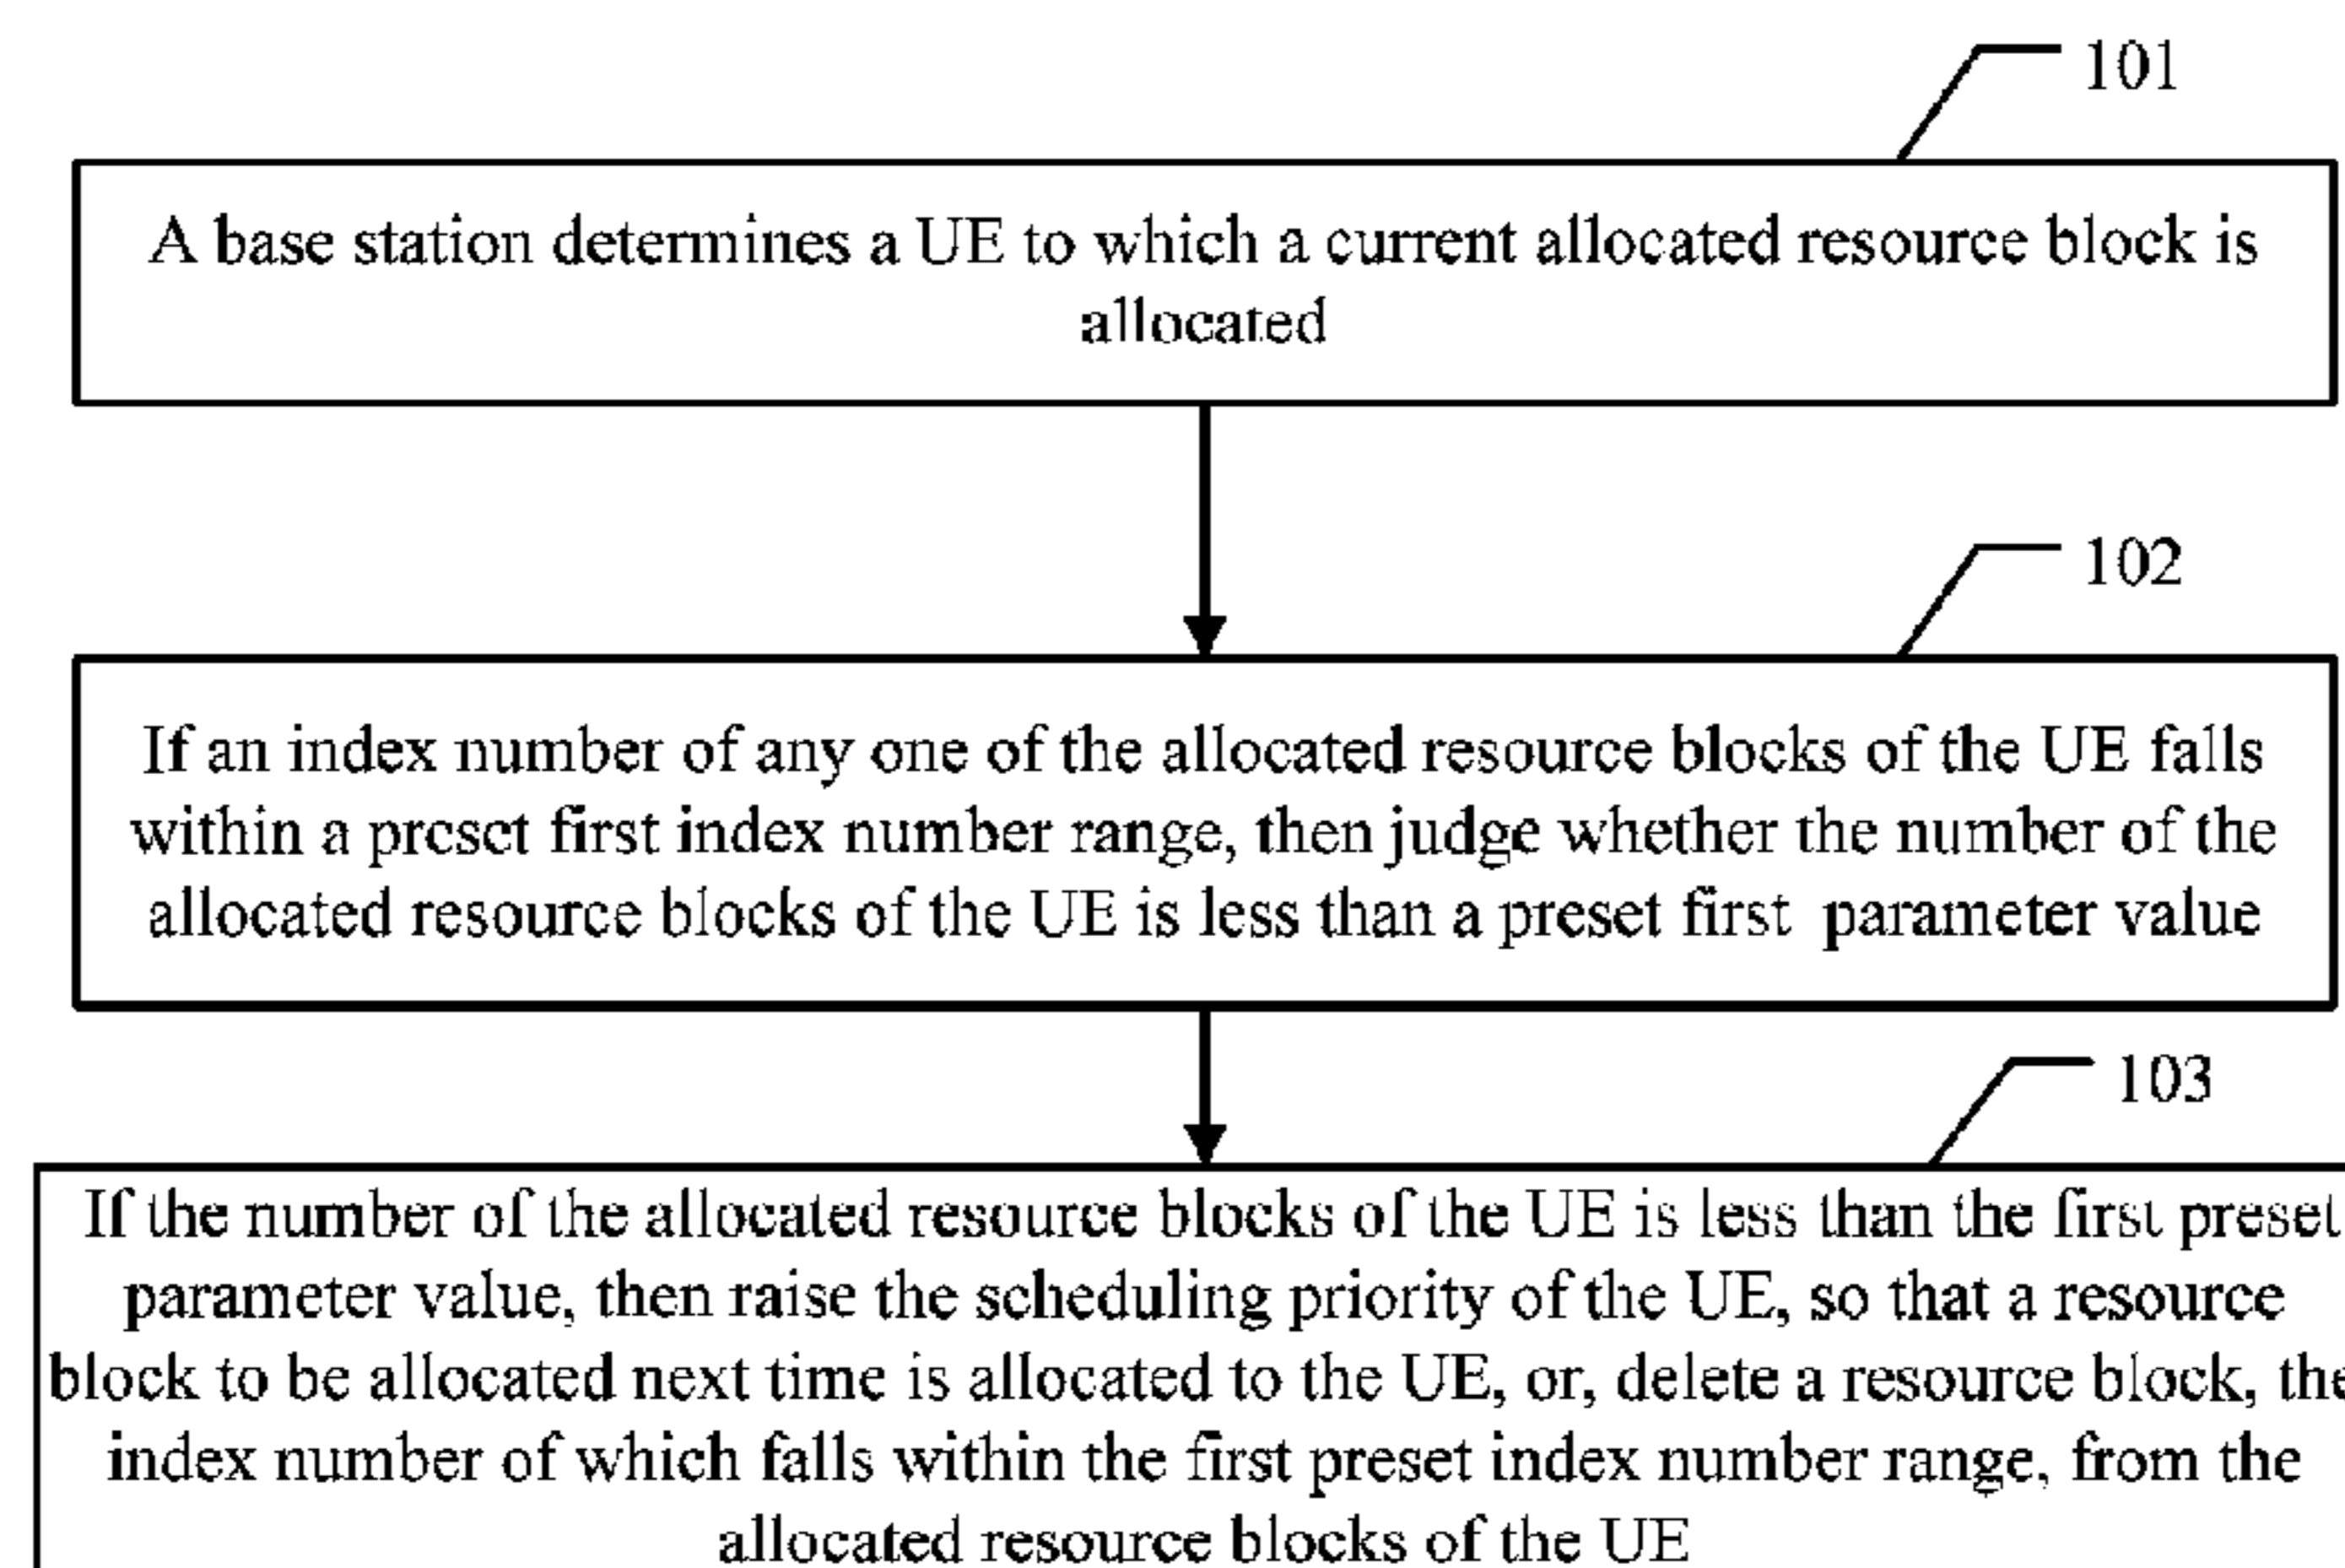 101
A base station determines a UE to which a current allocated resource block is
allocated
102
If an index number of any one of the allocated resource blocks of the UE falls
within a preset first index number range, then judge whether the number of the
allocated resource blocks of the UE is less than a preset first parameter value
103
If the number of the allocated resource blocks of the UE is less than the first preset
parameter value, then raise the scheduling priority of the UE, so that a resource
block to be allocated next time is allocated to the UE, or, delete a resource block, the
index number of which falls within the first preset index number range, from the
allocated resource blocks of the UE